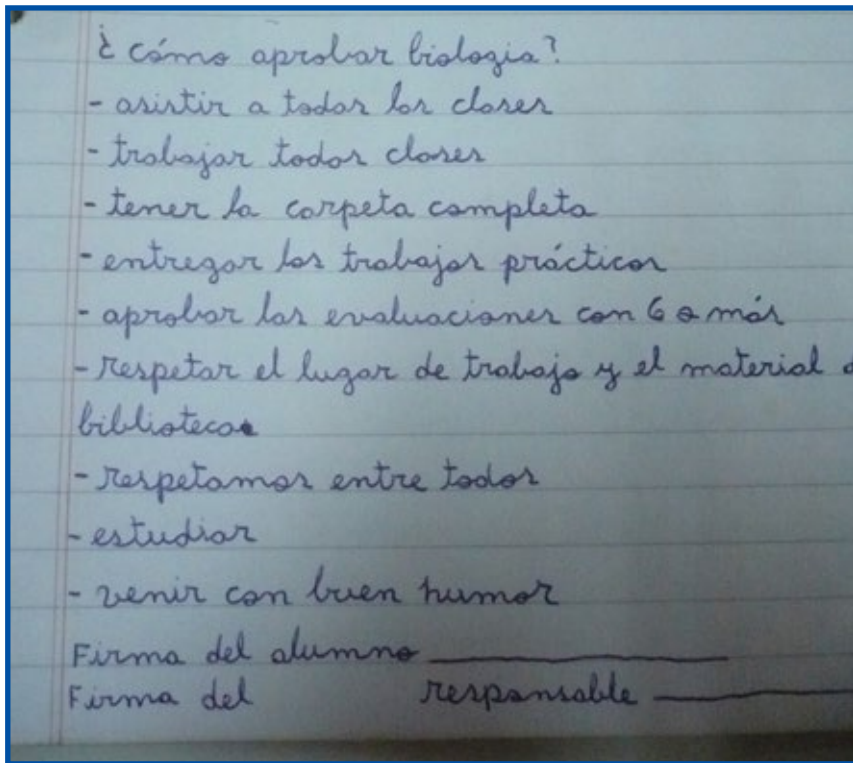 ¿cómo aprobar biologia?
- asistir a todas las clases
- trabajar todas clases
- tener la carpeta completa
- entregar los trabajos prácticos
- aprobar las evaluaciones con 6 o más
- respetar el lugar de trabajo y el material
biblioteca
- respetamos entre todos
- estudiar
- venir con buen humor
Firma del alumno
Firma del responsable